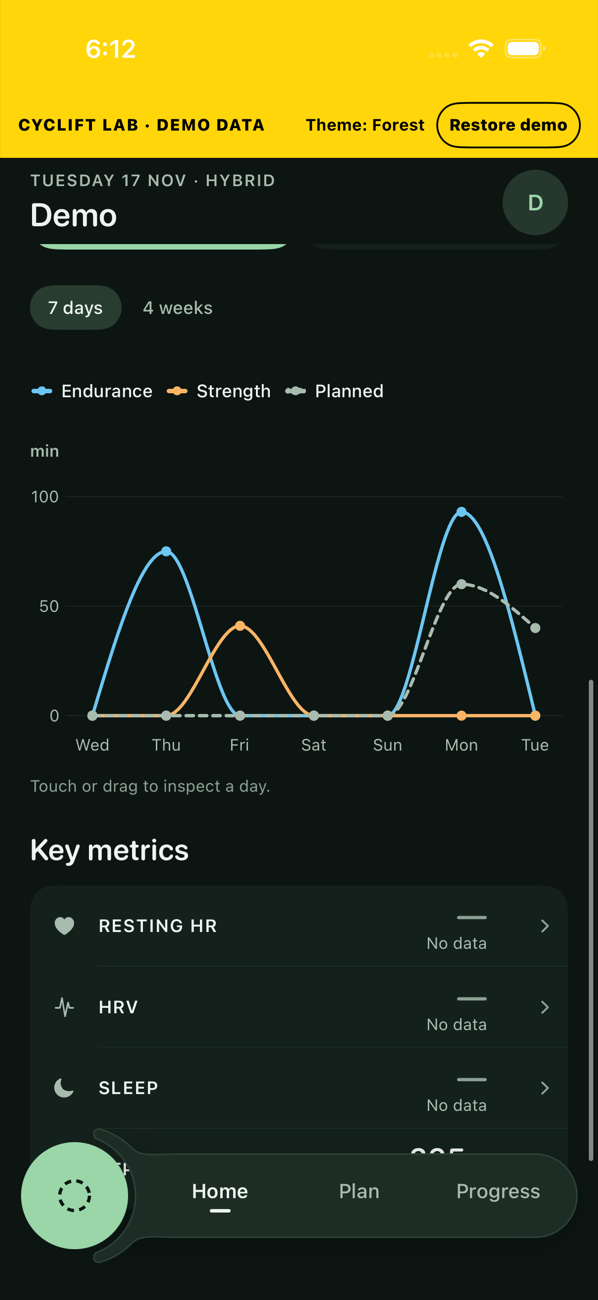 6:12
CYCLIFT LAB · DEMO DATA
Theme: Forest
Restore demo
TUESDAY 17 NOV · HYBRID
Demo
D
7 days
4 weeks
Endurance
Strength
Planned
min
100
50
0
Wed Thu Fri Sat Sun Mon Tue
Touch or drag to inspect a day.
Key metrics
RESTING HR
No data
HRV
No data
SLEEP
No data
Home
Plan
Progress